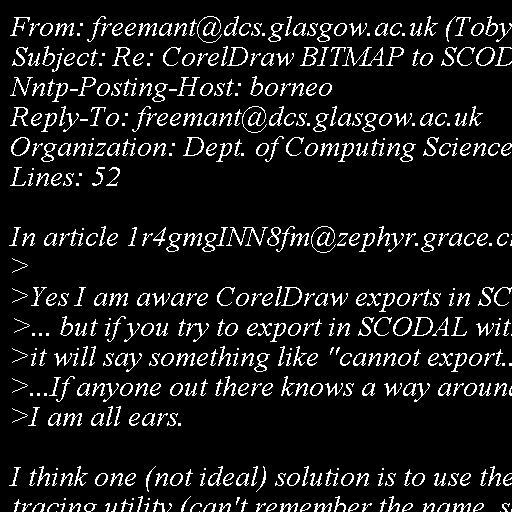 From: freemant@dcs.glasgow.ac.uk (Toby
Subject: Re: CorelDraw BITMAP to SCOD
Nntp-Posting-Host: borneo
Reply-To: freemant@dcs.glasgow.ac.uk
Organization: Dept. of Computing Science
Lines: 52

In article 1r4gmgINN8fm@zephyr.grace.c
>
>Yes I am aware CorelDraw exports in SC
>... but if you try to export in SCODAL wit
>it will say something like "cannot export..
>...If anyone out there knows a way aroun
>I am all ears.

I think one (not ideal) solution is to use the
tracing utility (can't remember the name, s